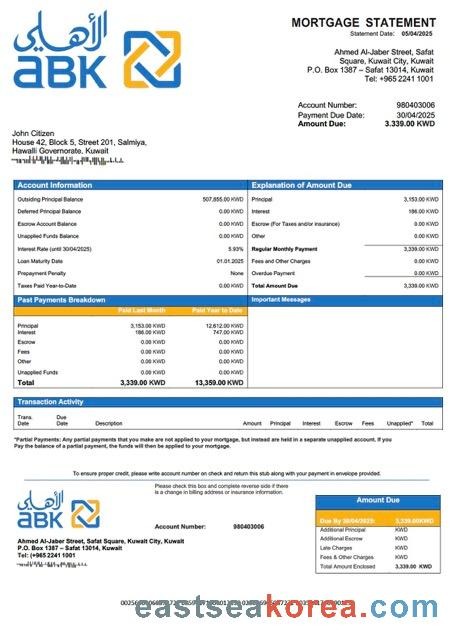 الأهلي
ABK
MORTGAGE STATEMENT
Statement Date: 05/04/2025
Ahmed Al-Jaber Street, Safat
Square, Kuwait City, Kuwait
P.O. Box 1387 – Safat 13014, Kuwait
Tel: +965 2241 1001
Account Number: 980403006
Payment Due Date: 30/04/2025
Amount Due: 3.339.00 KWD
John Citizen
House 42, Block 5, Street 201, Salmiya,
Hawalli Governorate, Kuwait
Account Information
Outsiding Principal Balance 507,655.00 KWD
Deferred Principal Balance 0.00 KWD
Escrow Account Balance 0.00 KWD
Unapplied Funds Balance 0.00 KWD
Interest Rate (until 30/04/2025) 5.93%
Loan Maturity Date 01.01.2025
Prepayment Penalty None
Taxes Paid Year-to-Date 0.00 KWD
Explanation of Amount Due
Principal 3,153.00 KWD
Interest 186.00 KWD
Escrow (For Taxes and/or insurance) 0.00 KWD
Other 0.00 KWD
Regular Monthly Payment 3,339.00 KWD
Fees and Other Charges 0.00 KWD
Overdue Payment 0.00 KWD
Total Amount Due 3,339.00 KWD
Past Payments Breakdown
Paid Last Month Paid Year to Date
Principal 3,153.00 KWD 12,612.00 KWD
Interest 186.00 KWD 747.00 KWD
Escrow 0.00 KWD 0.00 KWD
Fees 0.00 KWD 0.00 KWD
Other 0.00 KWD 0.00 KWD
Unapplied Funds 0.00 KWD 0.00 KWD
Total 3,339.00 KWD 13,359.00 KWD
Important Messages
Transaction Activity
Trans. Date Due Date Description Amount Principal Interest Escrow Fees Unapplied* Total
*Partial Payments: Any partial payments that you make are not applied to your mortgage, but instead are held in a separate unapplied account. If you
Pay the balance of a partial payment, the funds will then be applied to your mortgage.
To ensure proper credit, please write account number on check and return this stub along with your payment in envelope provided.
Please check this box and complete reverse side if there
is a change in billing address or insurance information.
الأهلي
ABK
Account Number: 980403006
Ahmed Al-Jaber Street, Safat Square, Kuwait City, Kuwait
P.O. Box 1387 – Safat 13014, Kuwait
Tel: (+965 2241 1001
Amount Due
Due By 30/04/2025: 3,339.00KWD
Additional Principal KWD
Additional Escrow KWD
Late Charges KWD
Fees & Other Charges KWD
Total Amount Enclosed 3,339.00 KWD
eastseakorea.com